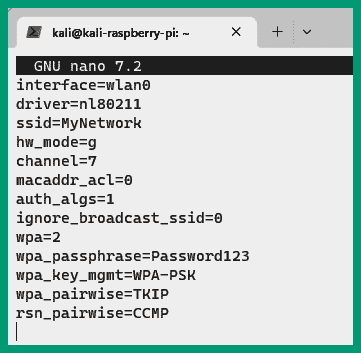 kali@kali-raspberry-pi: ~
GNU nano 7.2
interface=wlan0
driver=nl80211
ssid=MyNetwork
hw_mode=g
channel=7
macaddr_acl=0
auth_algs=1
ignore_broadcast_ssid=0
wpa=2
wpa_passphrase=Password123
wpa_key_mgmt=WPA-PSK
wpa_pairwise=TKIP
rsn_pairwise=CCMP